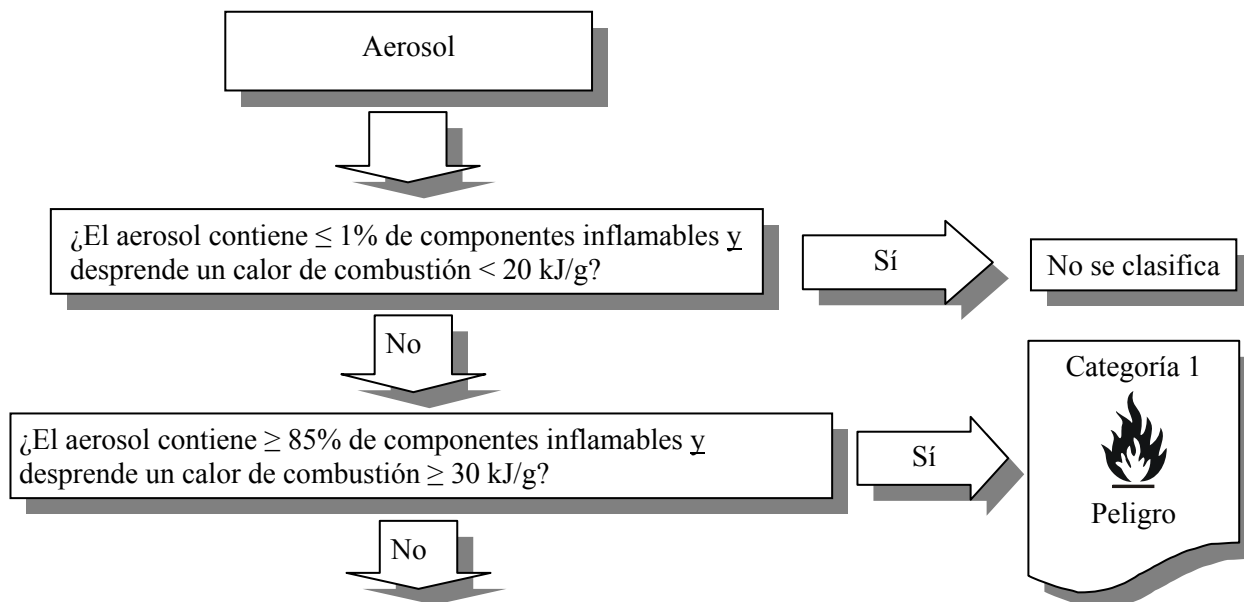 Aerosol
¿El aerosol contiene ≤ 1% de componentes inflamables y
desprende un calor de combustión < 20 kJ/g?
Sí
No se clasifica
No
¿El aerosol contiene ≥ 85% de componentes inflamables y
desprende un calor de combustión ≥ 30 kJ/g?
Sí
Categoría 1
Peligro
No